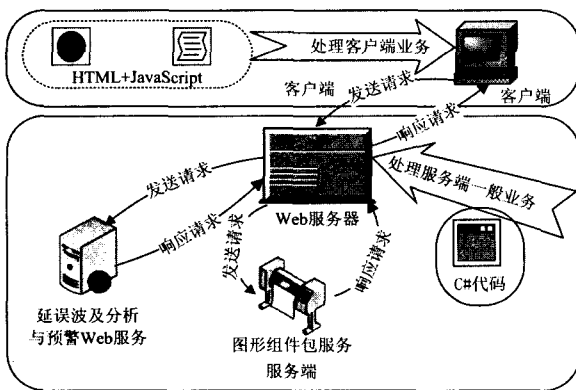 处理客户端业务
HTML+JavaScript
客户端
发送请求
客户端
响应请求
发送请求
处理服务端一般业务
Web服务器
响应请求
发送请求
响应请求
C#代码
延误波及分析
与预警Web服务
图形组件包服务
服务端